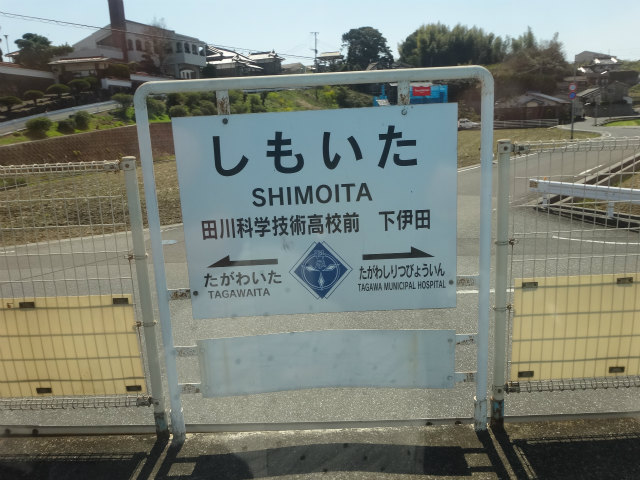 しもいた
SHIMOITA
田川科学技術高校前 下伊田
たがわいた
TAGAWAITA
たがわしりつびょういん
TAGAWA MUNICIPAL HOSPITAL